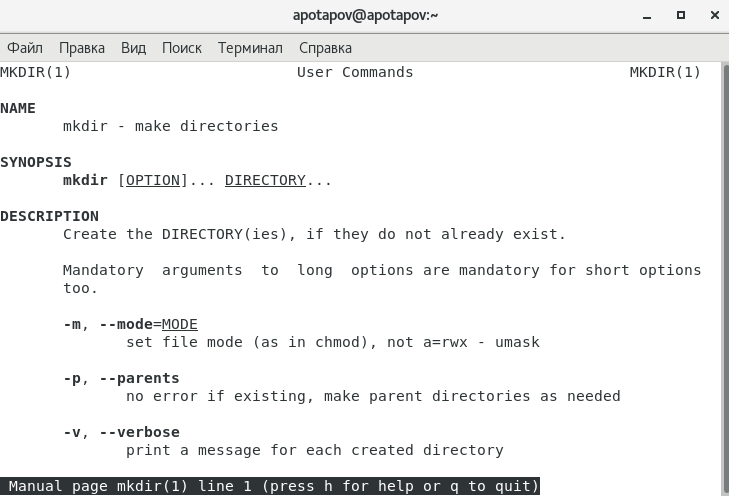 apotapov@apotapov:~
Файл Правка Вид Поиск Терминал Справка
MKDIR(1) User Commands MKDIR(1)
NAME
mkdir - make directories
SYNOPSIS
mkdir [OPTION]... DIRECTORY...
DESCRIPTION
Create the DIRECTORY(ies), if they do not already exist.
Mandatory arguments to long options are mandatory for short options
too.
-m, --mode=MODE
set file mode (as in chmod), not a=rwx - umask
-p, --parents
no error if existing, make parent directories as needed
-v, --verbose
print a message for each created directory
Manual page mkdir(1) line 1 (press h for help or q to quit)